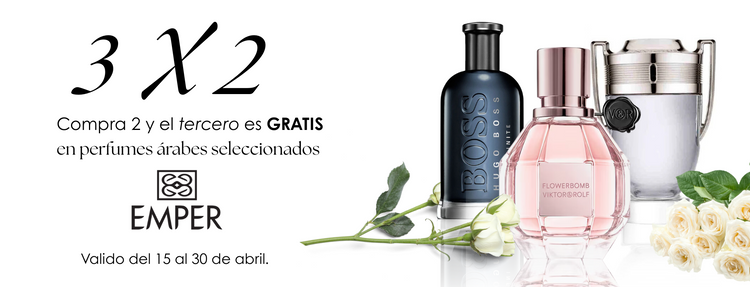 3 X 2
Compra 2 y el tercero es GRATIS
en perfumes árabes seleccionados
EMPER
Valido del 15 al 30 de abril.
BOSS
HUGO BOSS
FLOWERBOMB
VIKTOR&ROLF
V&R